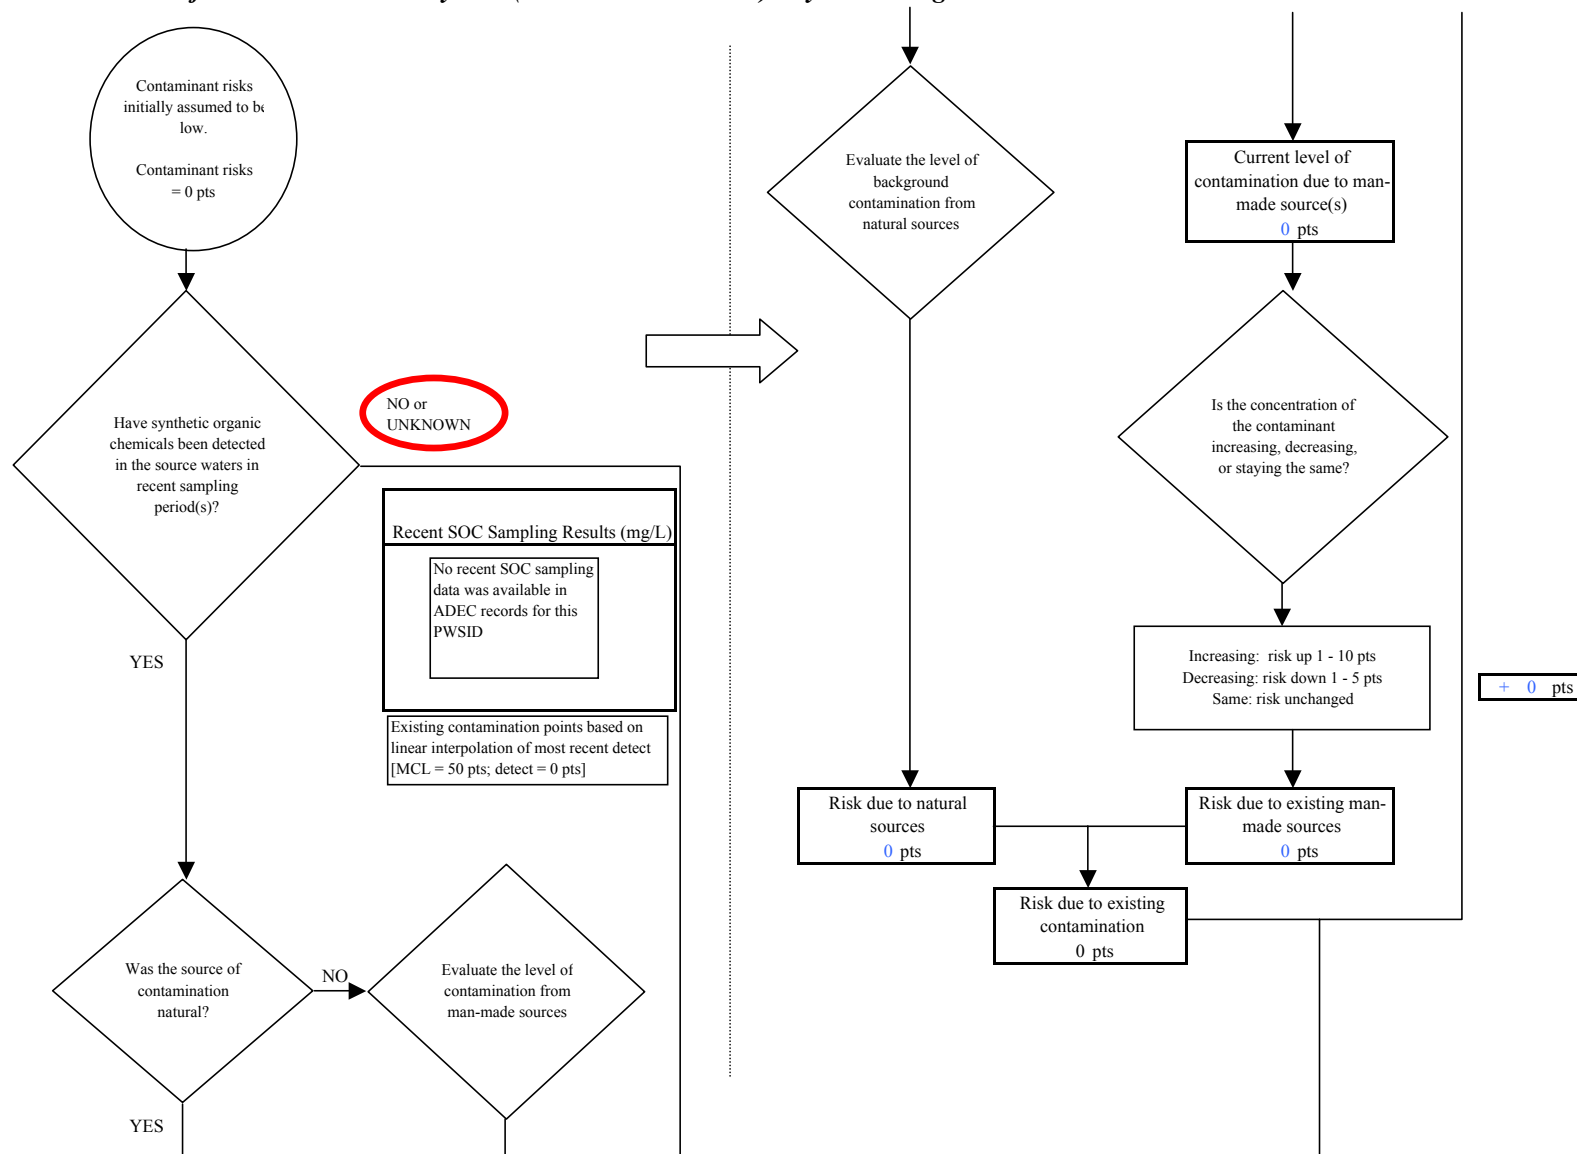 Contaminant risks
initially assumed to be
low.
Contaminant risks
= 0 pts
Have synthetic organic
chemicals been detected
in the source waters in
recent sampling
period(s)?
NO or
UNKNOWN
Recent SOC Sampling Results (mg/L)
No recent SOC sampling
data was available in
ADEC records for this
PWSID
Existing contamination points based on
linear interpolation of most recent detect
[MCL = 50 pts; detect = 0 pts]
YES
Was the source of
contamination
natural?
NO
Evaluate the level of
contamination from
man-made sources
YES
Evaluate the level of
background
contamination from
natural sources
Current level of
contamination due to man-
made source(s)
0 pts
Is the concentration of
the contaminant
increasing, decreasing,
or staying the same?
Increasing: risk up 1 - 10 pts
Decreasing: risk down 1 - 5 pts
Same: risk unchanged
+ 0 pts
Risk due to natural
sources
0 pts
Risk due to existing man-
made sources
0 pts
Risk due to existing
contamination
0 pts